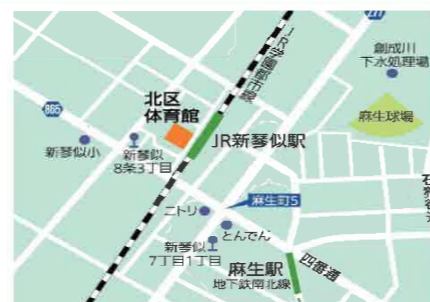 創成川
下水処理場
JR学園都市線
865
北区
体育館
麻生球場
JR新琴似駅
新琴似小
新琴似
8条3丁目
ニトリ
麻生町5
とんでん
新琴似
7丁目1丁目
四番通
麻生駅
地下鉄南北線